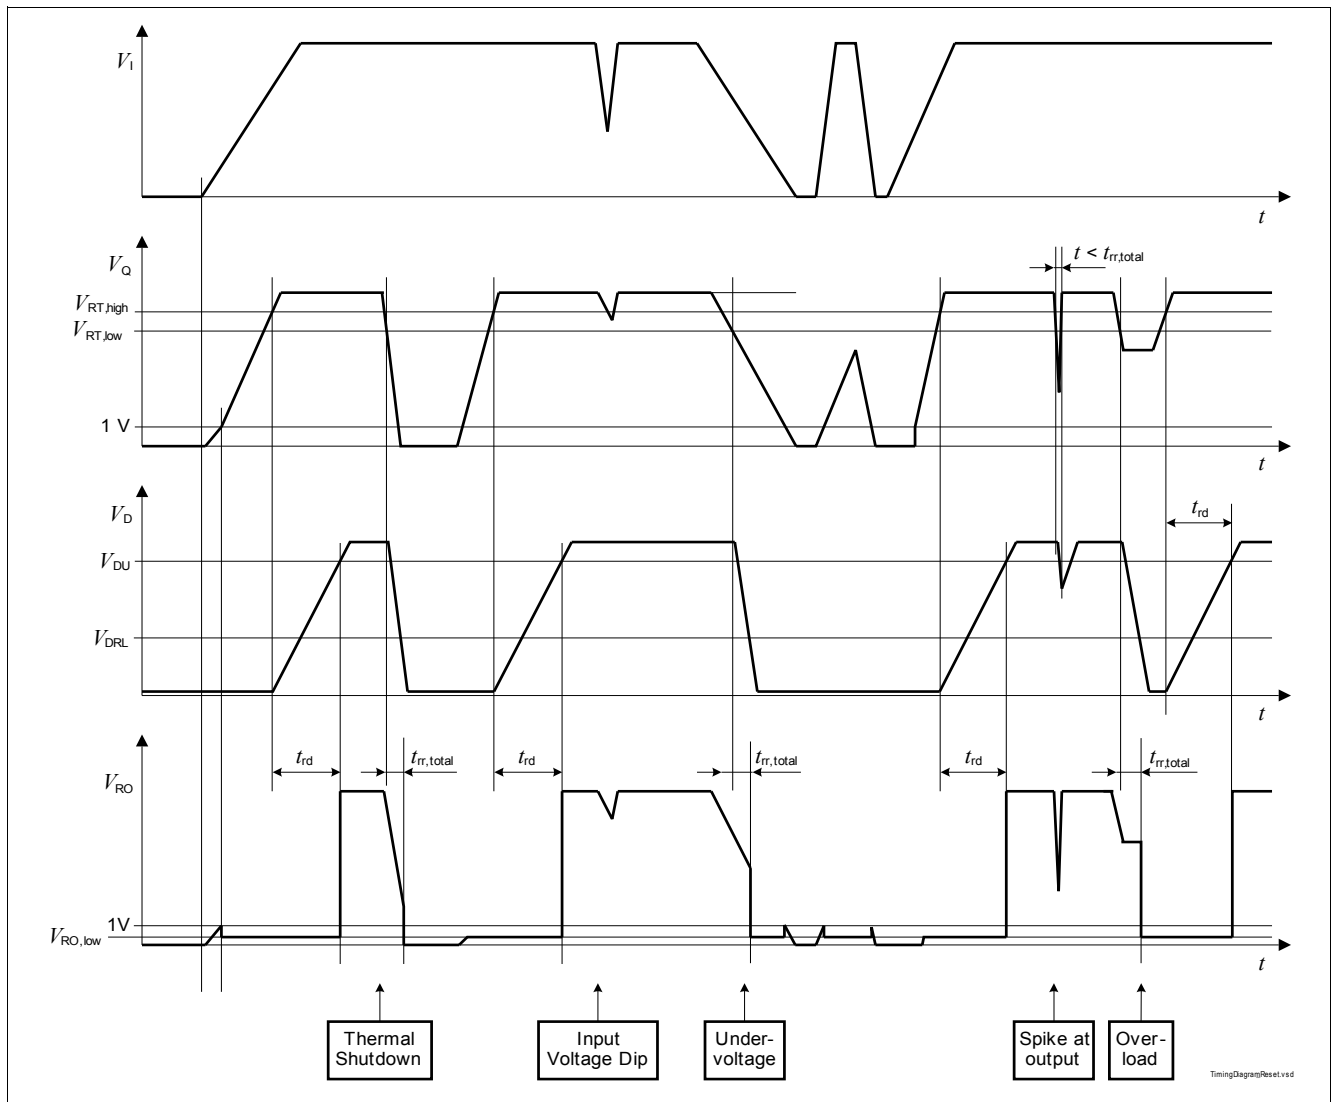 VI
t
VQ
t < trr,total
VRT,high
VRT,low
1 V
t
VD
trd
VDU
VDRL
t
trd
trr,total
trd
trr,total
trd
trr,total
VRO
1V
VRO,low
t
Thermal
Shutdown
Input
Voltage Dip
Under-
voltage
Spike at
output
Over-
load
TimingDiagramReset.vsd